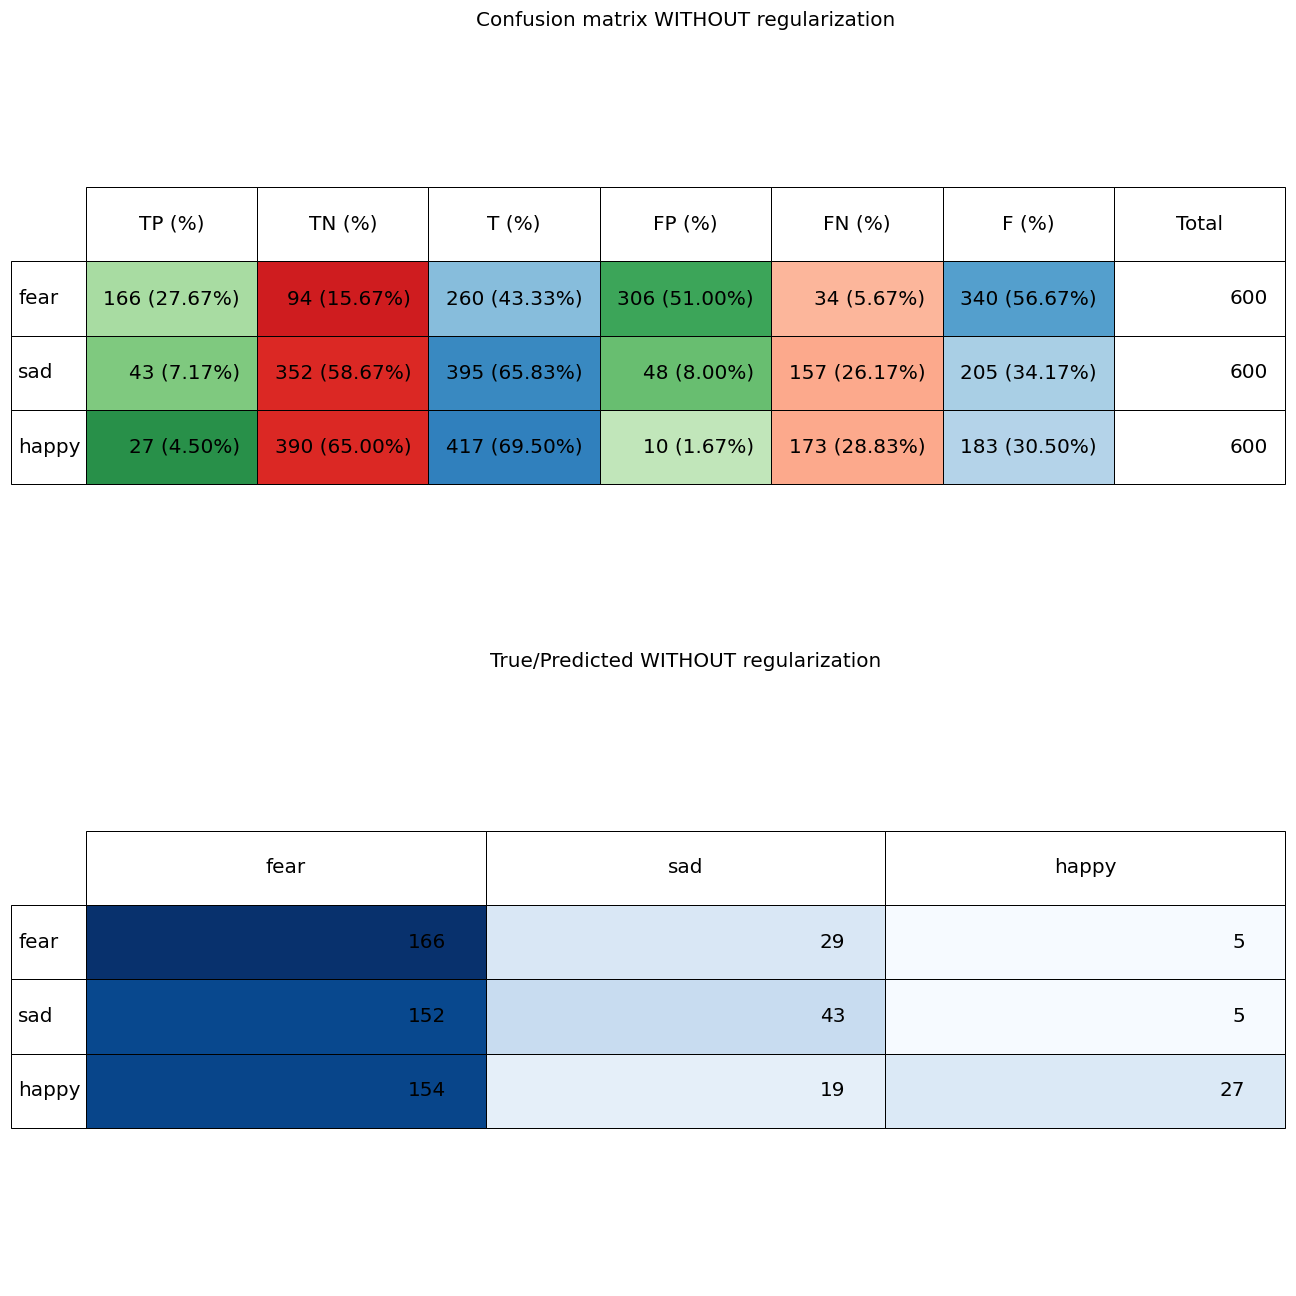 Confusion matrix WITHOUT regularization
TP (%) TN (%) T (%) FP (%) FN (%) F (%) Total
fear 166 (27.67%) 94 (15.67%) 260 (43.33%) 306 (51.00%) 34 (5.67%) 340 (56.67%) 600
sad 43 (7.17%) 352 (58.67%) 395 (65.83%) 48 (8.00%) 157 (26.17%) 205 (34.17%) 600
happy 27 (4.50%) 390 (65.00%) 417 (69.50%) 10 (1.67%) 173 (28.83%) 183 (30.50%) 600
True/Predicted WITHOUT regularization
fear sad happy
fear 166 29 5
sad 152 43 5
happy 154 19 27